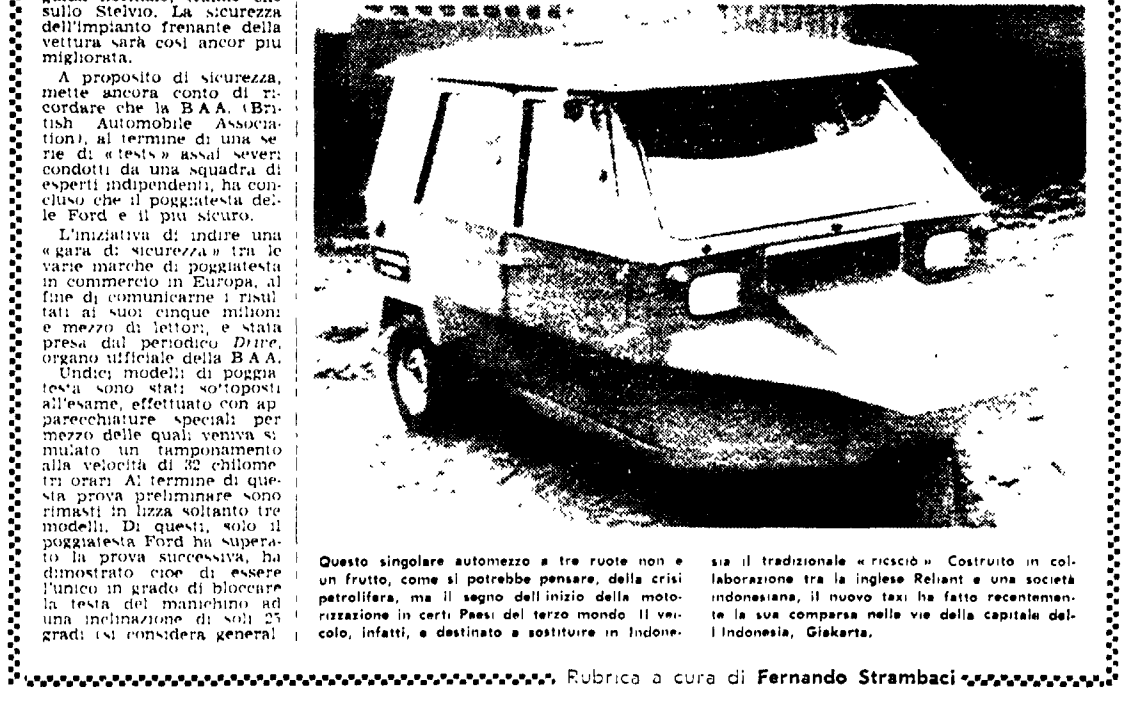 sullo Stelvio. La sicurezza
dell'impianto frenante della
vettura sarà così ancor più
migliorata.
A proposito di sicurezza,
mette ancora conto di ri-
cordare che la B A A. (Bri-
tish Automobile Associa-
tion), al termine di una se
rie di « tests » assai severi
condotti da una squadra di
esperti indipendenti, ha con-
cluso che il poggiatesta del-
le Ford e il più sicuro.
L'iniziativa di indire una
« gara di sicurezza » tra le
varie marche di poggiatesta
in commercio in Europa, al
fine di comunicarne i risul
tati ai suoi cinque milioni
e mezzo di lettori, e stata
presa dal periodico Drive,
organo ufficiale della B A A.
Undici modelli di poggia
testa sono stati sottoposti
all'esame, effettuato con ap
parecchiature speciali per
mezzo delle quali veniva si
mulato un tamponamento
alla velocità di 32 chilome
tri orari Al termine di que-
sta prova preliminare sono
rimasti in lizza soltanto tre
modelli. Di questi, solo il
poggiatesta Ford ha supera-
to la prova successiva, ha
dimostrato cioe di essere
l'unico in grado di bloccare
la testa del manichino ad
una inclinazione di soli 25
gradi (si considera general
Questo singolare automezzo a tre ruote non e
un frutto, come si potrebbe pensare, della crisi
petrolifera, ma il segno dell'inizio della moto-
rizzazione in certi Paesi del terzo mondo Il vei-
colo, infatti, e destinato a sostituire in Indone-
sia il tradizionale « ricsciò » Costruito in col-
laborazione tra la inglese Reliant e una società
indonesiana, il nuovo taxi ha fatto recentemen-
te la sua comparsa nelle vie della capitale del-
l Indonesia, Giakarta.
Rubrica a cura di Fernando Strambaci